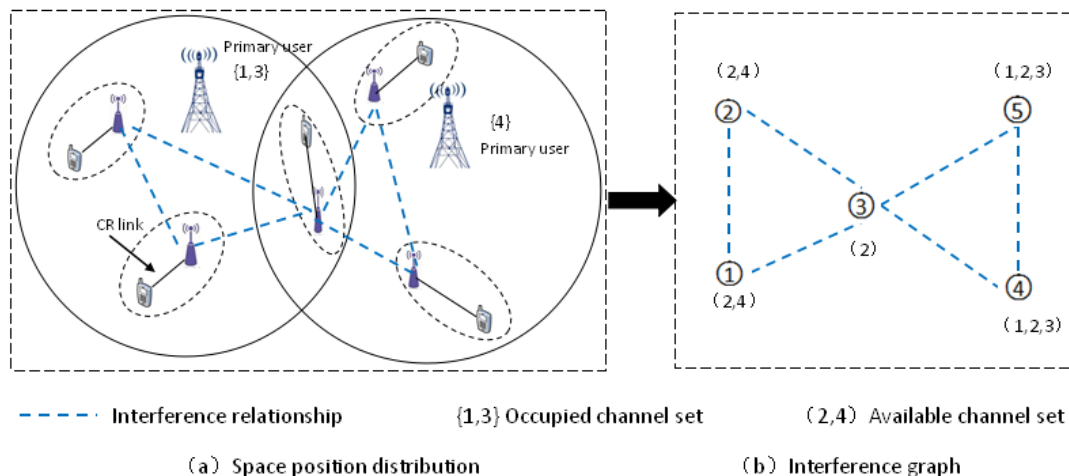 Primary user
{1,3}
{4}
Primary user
CR link
(2,4)
(1,2,3)
2
5
3
(2)
1
4
(2,4)
(1,2,3)
Interference relationship
{1,3} Occupied channel set
(2,4) Available channel set
(a) Space position distribution
(b) Interference graph